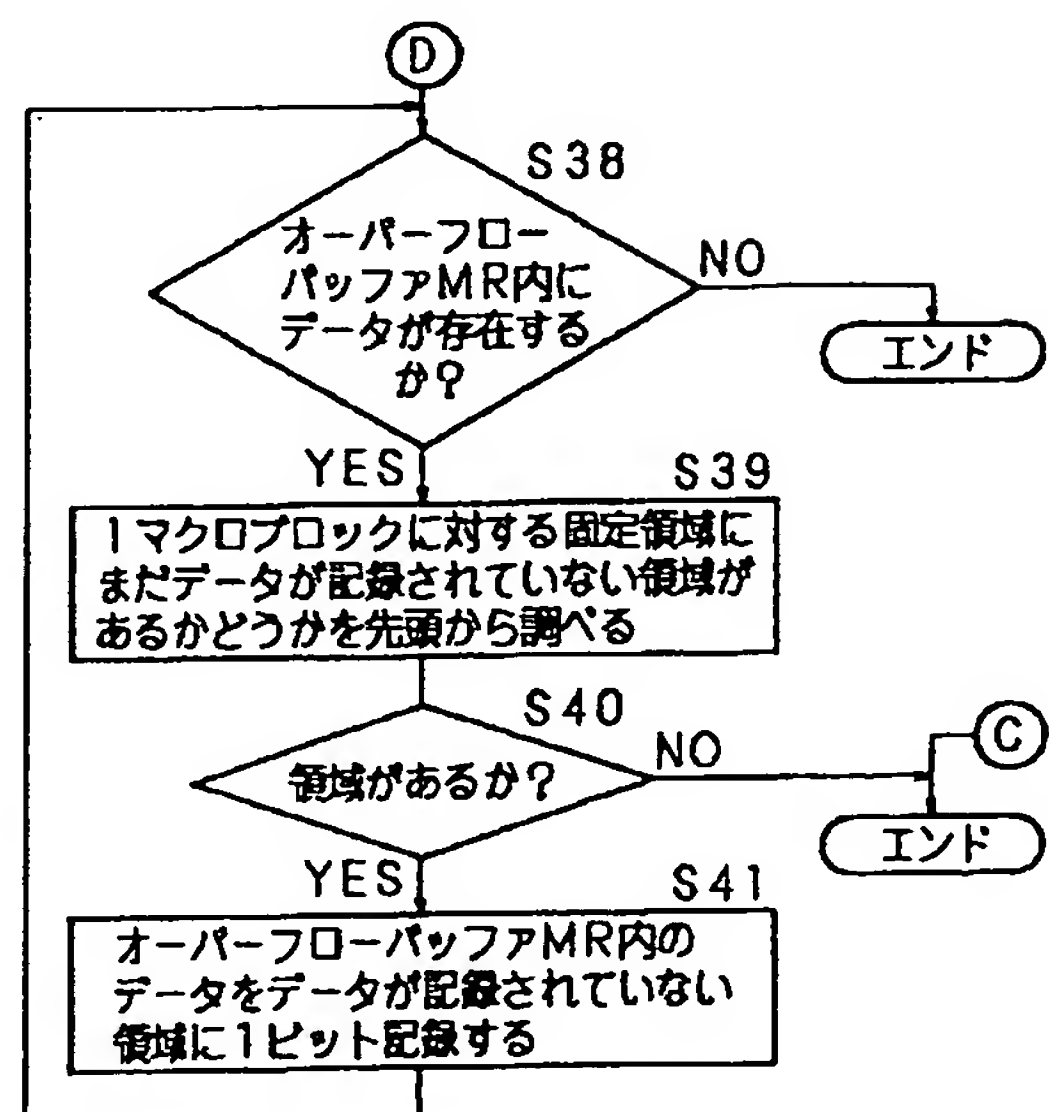 D
S38
オーバーフロー
バッファMR内に
データが存在する
か?
NO
エンド
YES
S39
1マクロブロックに対する固定領域に
まだデータが記録されていない領域が
あるかどうかを先頭から調べる
S40
領域があるか?
NO
C
エンド
YES
S41
オーバーフローバッファMR内の
データをデータが記録されていない
領域に1ビット記録する